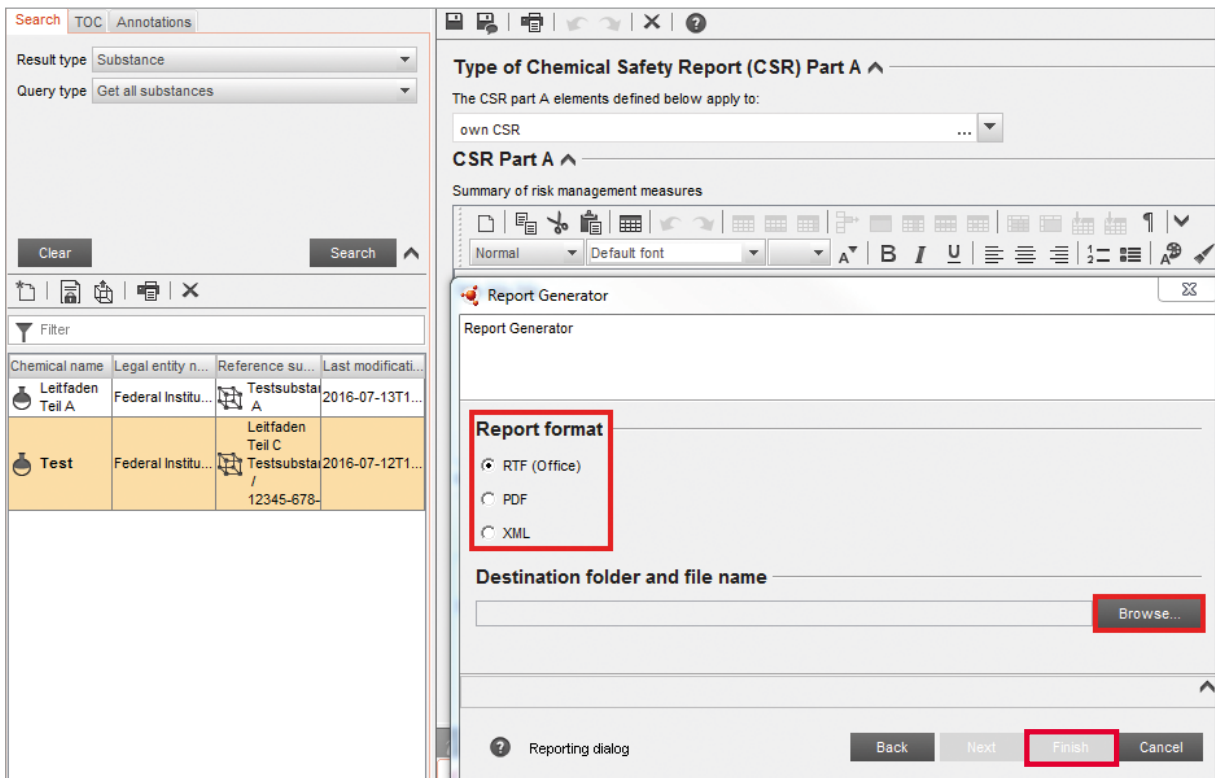 Search TOC Annotations
Result type Substance
Query type Get all substances
Clear Search
Filter
Chemical name Legal entity n... Reference su... Last modificati...
Leitfaden
Teil A
Federal Institu...
Testsubstan
A
2016-07-13T1...
Test
Federal Institu...
Leitfaden
Teil C
Testsubstan
/
12345-678-
2016-07-12T1...
Type of Chemical Safety Report (CSR) Part A
The CSR part A elements defined below apply to:
own CSR ...
CSR Part A
Summary of risk management measures
Normal Default font A B I U
Report Generator
Report Generator
Report format
RTF (Office)
PDF
XML
Destination folder and file name
Browse...
Reporting dialog Back Next Finish Cancel